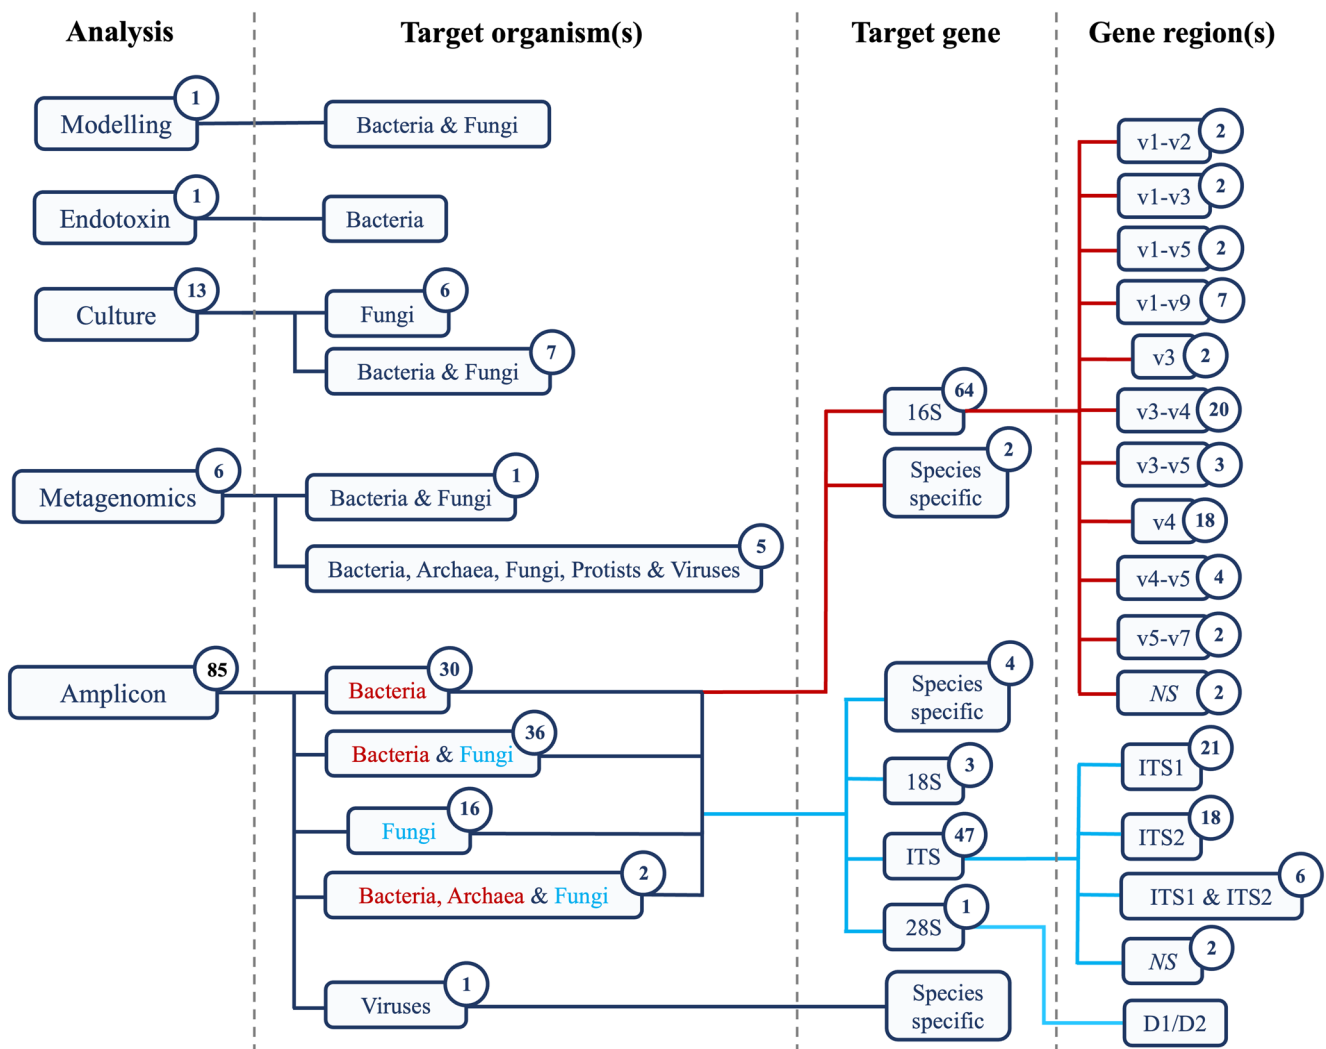 Analysis
Target organism(s)
Target gene
Gene region(s)
Modelling
1
Bacteria & Fungi
Endotoxin
1
Bacteria
Culture
13
Fungi
6
Bacteria & Fungi
7
Metagenomics
6
Bacteria & Fungi
1
Bacteria, Archaea, Fungi, Protists & Viruses
5
Amplicon
85
Bacteria
30
Bacteria & Fungi
36
Fungi
16
Bacteria, Archaea & Fungi
2
Viruses
1
16S
64
Species
specific
2
Species
specific
4
18S
3
ITS
47
28S
1
Species
specific
v1-v2
2
v1-v3
2
v1-v5
2
v1-v9
7
v3
2
v3-v4
20
v3-v5
3
v4
18
v4-v5
4
v5-v7
2
NS
2
ITS1
21
ITS2
18
ITS1 & ITS2
6
NS
2
D1/D2